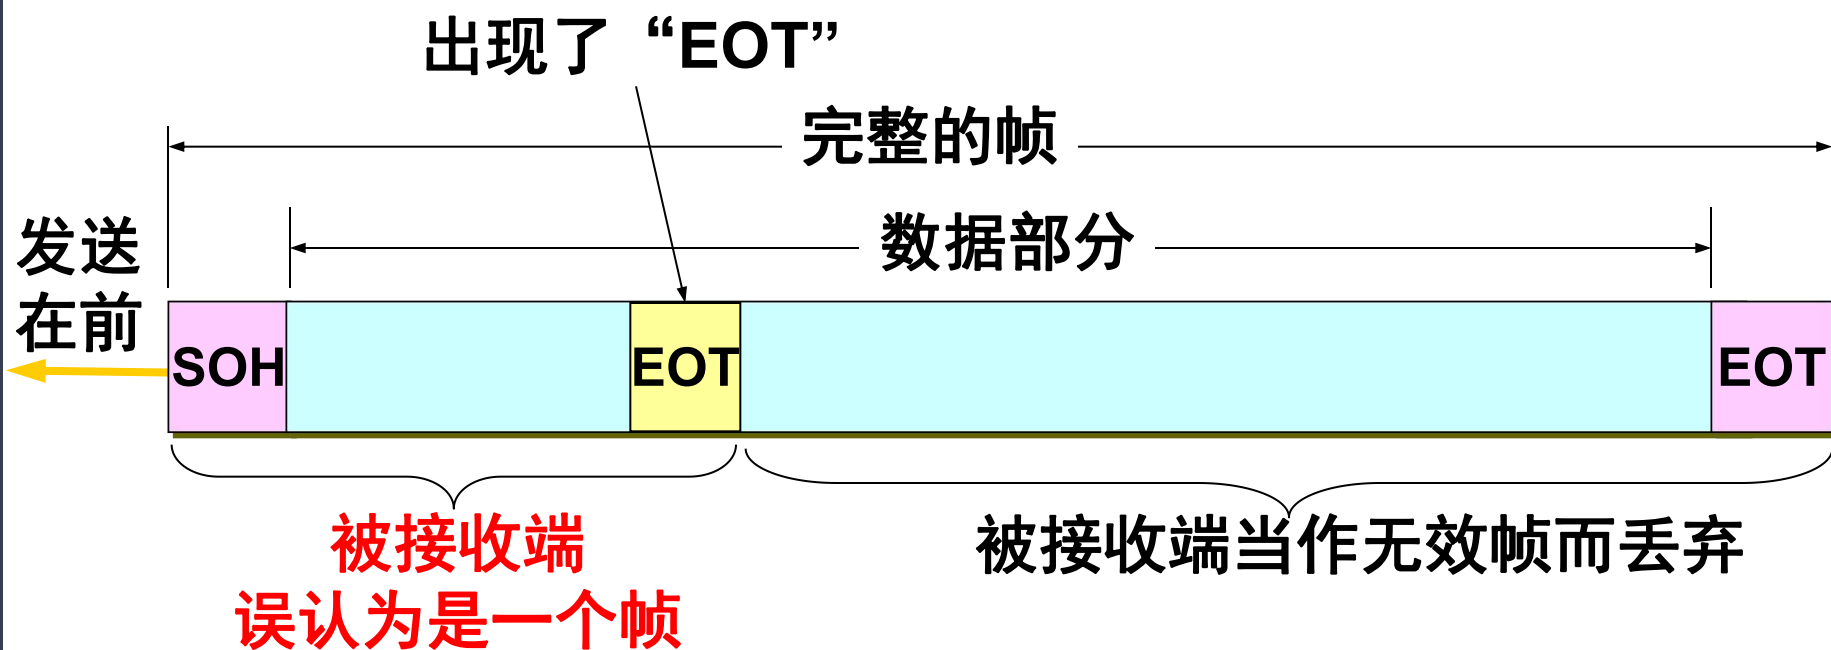 出现了“EOT”
完整的帧
数据部分
发送
在前
SOH
EOT
EOT
被接收端
误认为是一个帧
被接收端当作无效帧而丢弃